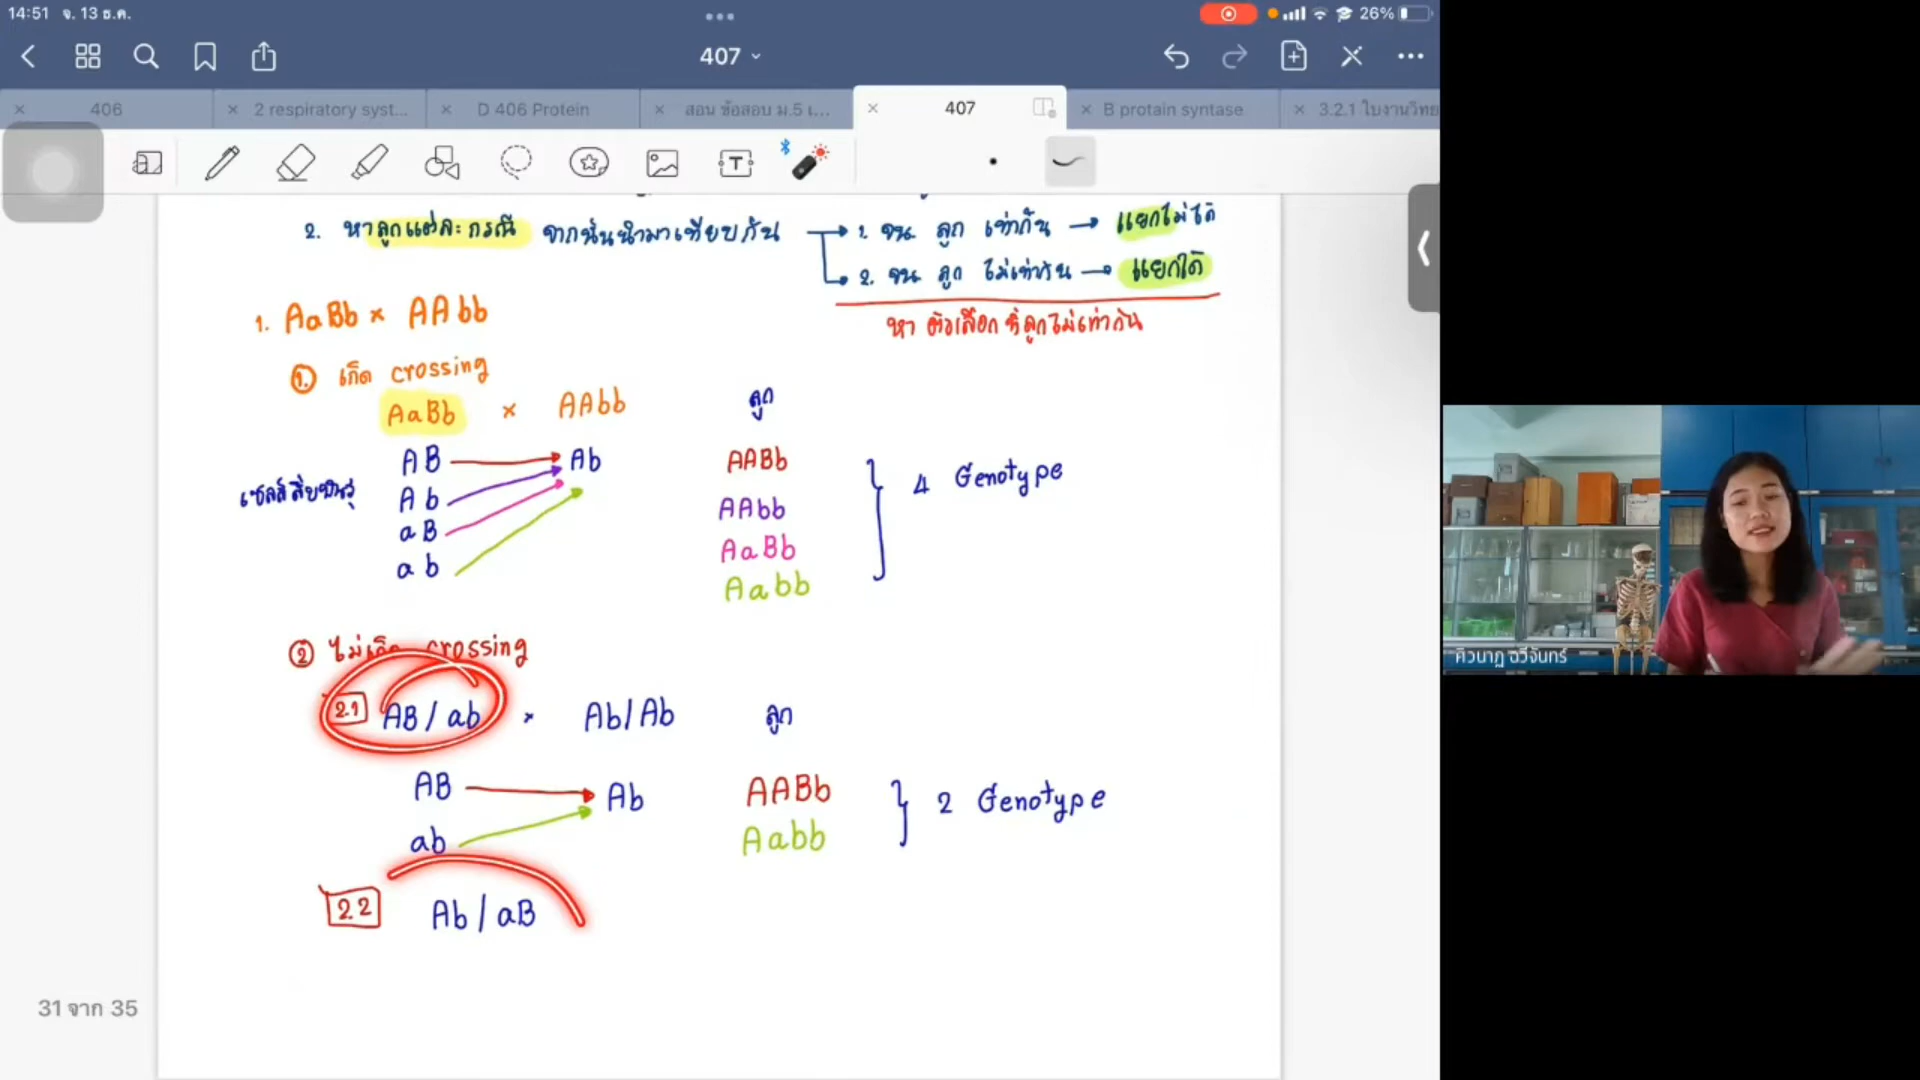 14:51 จ. 13 ธ.ค.
26%
407
406
2 respiratory syst...
D 406 Protein
สอน ข้อสอบ ม.5 เ...
407
B protain syntase
3.2.1 ใบงานวิทย
2. หาลูกแต่ละกรณี จากนั้นนำมาเทียบกัน
1. จน. ลูก เท่ากัน → แยกไม่ได้
2. จน. ลูก ไม่เท่ากัน → แยกได้
หา ตัวเลือก ที่ลูกไม่เท่ากัน
1. AaBb × AAbb
1. เกิด crossing
AaBb × AAbb ลูก
เซลล์สืบพันธุ์
AB Ab AABb
Ab AAbb
aB AaBb
ab Aabb
4 Genotype
2 ไม่เกิด crossing
2.1 AB/ab × Ab/Ab ลูก
AB Ab AABb
ab Aabb
2 Genotype
2.2 Ab/aB
31 จาก 35
ศิวนาฏ ฉวีจันทร์